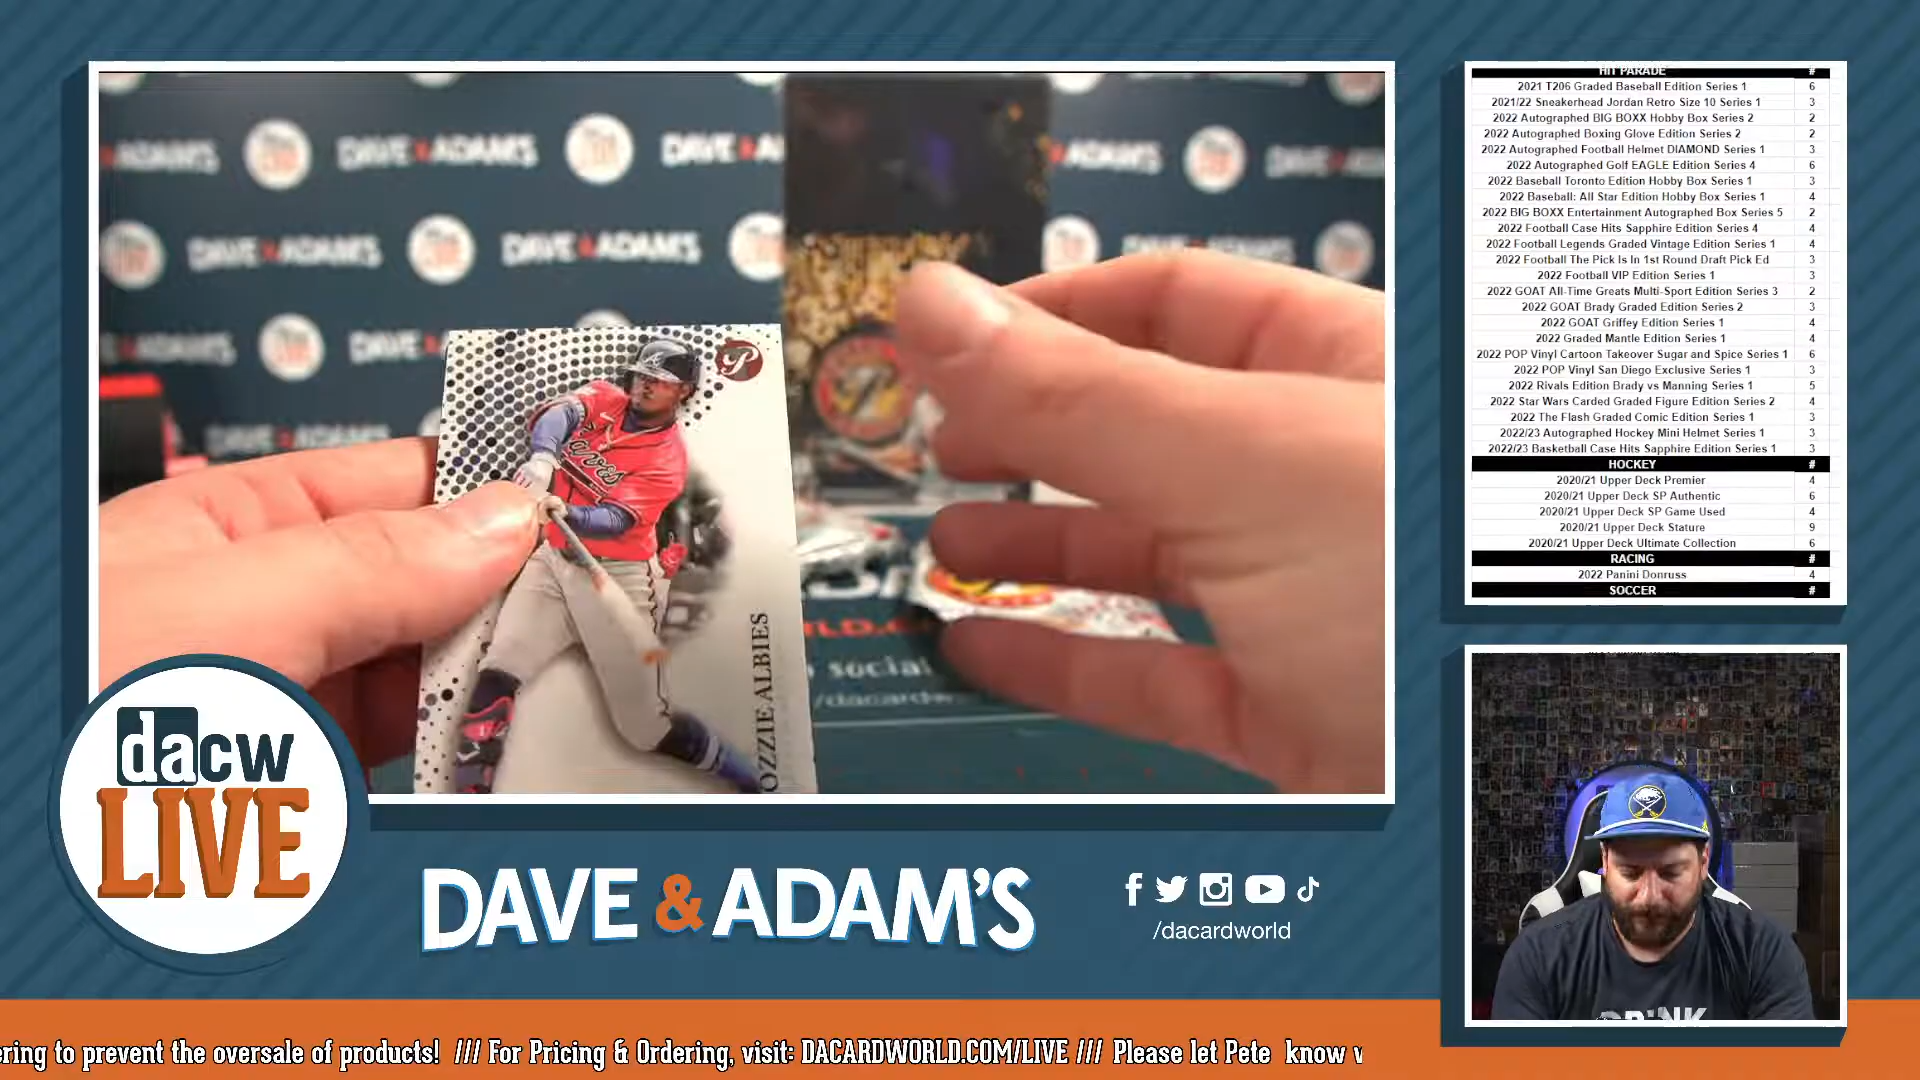 DAVE & ADAM'S
DAVE & ADAM'S
DAVE & ADAM'S
DAVE & ADAM'S
Braves
OZZIE ALBIES
social
/dacardw
HIT PARADE #
2021 T206 Graded Baseball Edition Series 1 6
2021/22 Sneakerhead Jordan Retro Size 10 Series 1 3
2022 Autographed BIG BOXX Hobby Box Series 2 2
2022 Autographed Boxing Glove Edition Series 2 2
2022 Autographed Football Helmet DIAMOND Series 1 3
2022 Autographed Golf EAGLE Edition Series 4 6
2022 Baseball Toronto Edition Hobby Box Series 1 3
2022 Baseball: All Star Edition Hobby Box Series 1 4
2022 BIG BOXX Entertainment Autographed Box Series 5 2
2022 Football Case Hits Sapphire Edition Series 4 4
2022 Football Legends Graded Vintage Edition Series 1 4
2022 Football The Pick Is In 1st Round Draft Pick Ed 3
2022 Football VIP Edition Series 1 3
2022 GOAT All-Time Greats Multi-Sport Edition Series 3 2
2022 GOAT Brady Graded Edition Series 2 3
2022 GOAT Griffey Edition Series 1 4
2022 Graded Mantle Edition Series 1 4
2022 POP Vinyl Cartoon Takeover Sugar and Spice Series 1 6
2022 POP Vinyl San Diego Exclusive Series 1 3
2022 Rivals Edition Brady vs Manning Series 1 5
2022 Star Wars Carded Graded Figure Edition Series 2 4
2022 The Flash Graded Comic Edition Series 1 3
2022/23 Autographed Hockey Mini Helmet Series 1 3
2022/23 Basketball Case Hits Sapphire Edition Series 1 3
HOCKEY #
2020/21 Upper Deck Premier 4
2020/21 Upper Deck SP Authentic 6
2020/21 Upper Deck SP Game Used 4
2020/21 Upper Deck Stature 9
2020/21 Upper Deck Ultimate Collection 6
RACING #
2022 Panini Donruss 4
SOCCER #
dacw
LIVE
DAVE & ADAM'S
/dacardworld
DRINK
ering to prevent the oversale of products! /// For Pricing & Ordering, visit: DACARDWORLD.COM/LIVE /// Please let Pete know